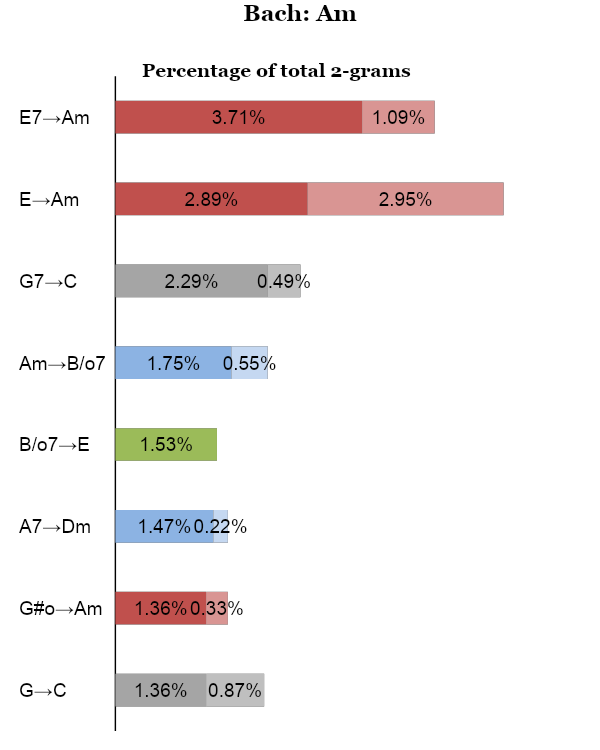 Bach: Am
Percentage of total 2-grams
E7→Am 3.71% 1.09%
E→Am 2.89% 2.95%
G7→C 2.29% 0.49%
Am→B/o7 1.75% 0.55%
B/o7→E 1.53%
A7→Dm 1.47% 0.22%
G#o→Am 1.36% 0.33%
G→C 1.36% 0.87%